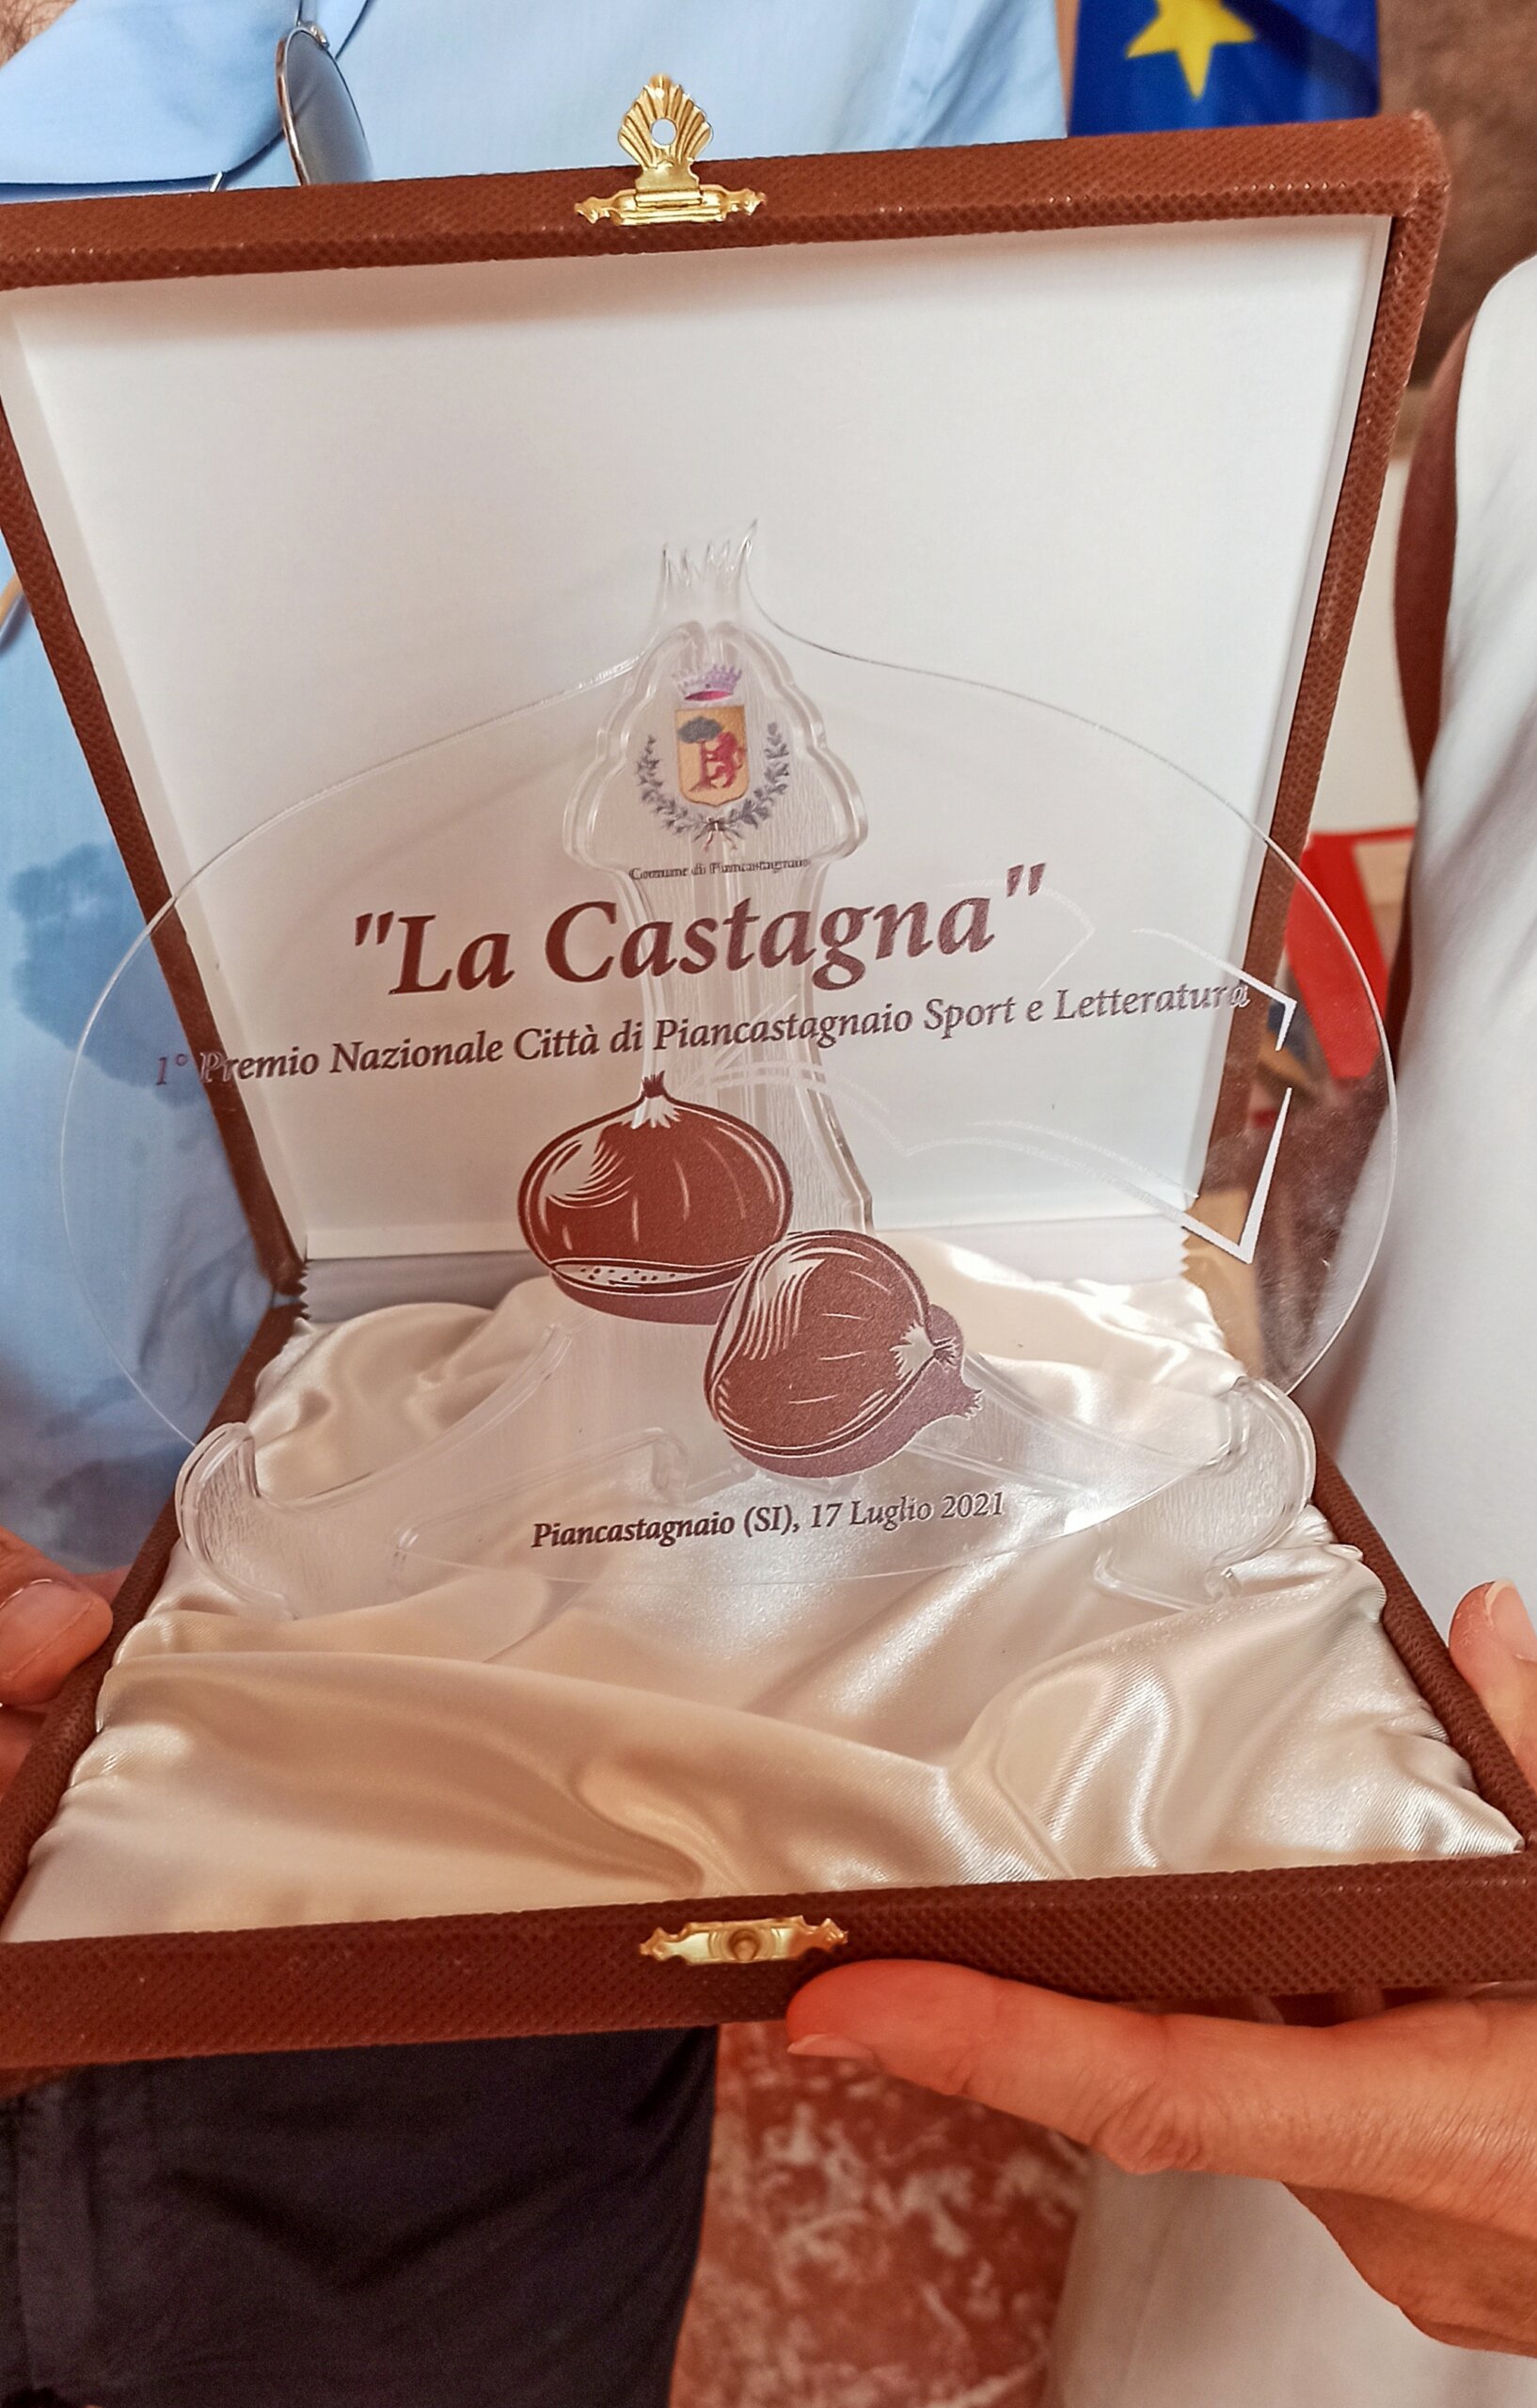 Comune di Piancastagnaio
"La Castagna"
1° Premio Nazionale Città di Piancastagnaio Sport e Letteratura
Piancastagnaio (SI), 17 Luglio 2021